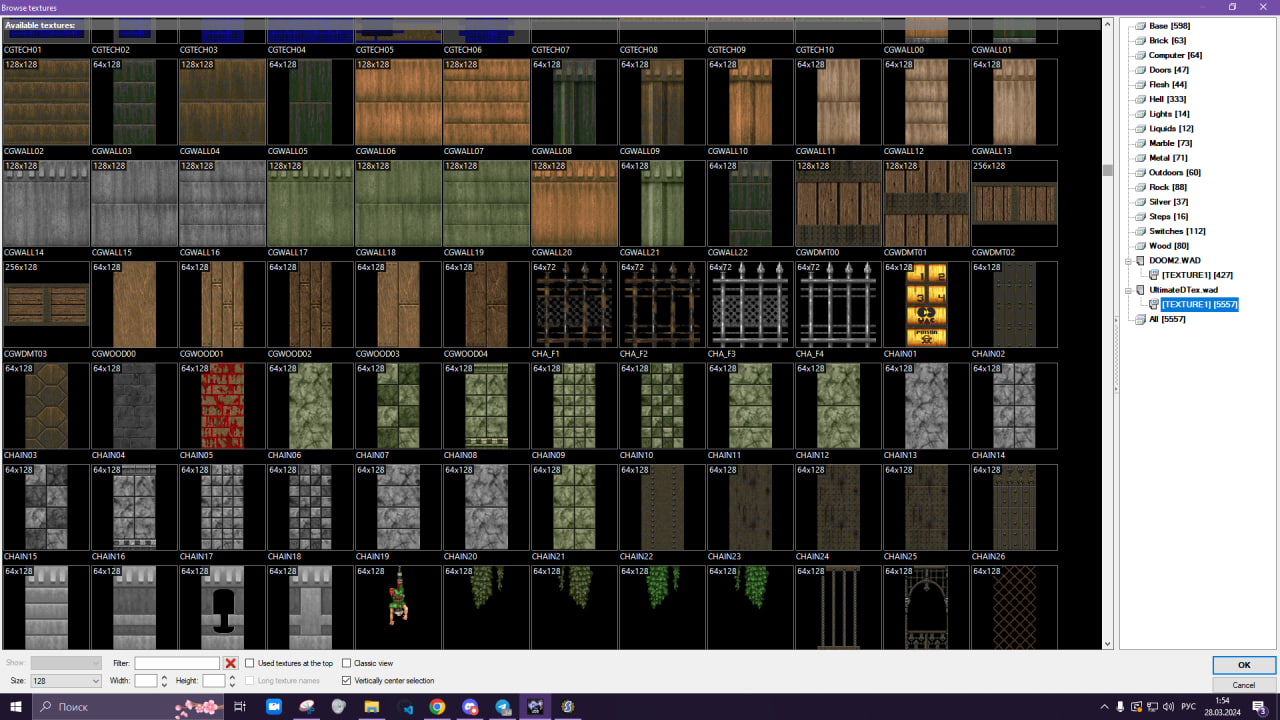 Browse textures
Available textures:
CGTECH01 CGTECH02 CGTECH03 CGTECH04 CGTECH05 CGTECH06 CGTECH07 CGTECH08 CGTECH09 CGTECH10 CGWALL00 CGWALL01
128x128 64x128 128x128 64x128 128x128 128x128 64x128 64x128 64x128 64x128 64x128 64x128
CGWALL02 CGWALL03 CGWALL04 CGWALL05 CGWALL06 CGWALL07 CGWALL08 CGWALL09 CGWALL10 CGWALL11 CGWALL12 CGWALL13
128x128 128x128 128x128 128x128 128x128 128x128 128x128 64x128 64x128 128x128 128x128 256x128
CGWALL14 CGWALL15 CGWALL16 CGWALL17 CGWALL18 CGWALL19 CGWALL20 CGWALL21 CGWALL22 CGWDMT00 CGWDMT01 CGWDMT02
256x128 64x128 64x128 64x128 64x128 64x128 64x72 64x72 64x72 64x72 64x128 64x128
1 2
3 4
POISON
CGWDMT03 CGWOOD00 CGWOOD01 CGWOOD02 CGWOOD03 CGWOOD04 CHA_F1 CHA_F2 CHA_F3 CHA_F4 CHAIN01 CHAIN02
64x128 64x128 64x128 64x128 64x128 64x128 64x128 64x128 64x128 64x128 64x128 64x128
CHAIN03 CHAIN04 CHAIN05 CHAIN06 CHAIN07 CHAIN08 CHAIN09 CHAIN10 CHAIN11 CHAIN12 CHAIN13 CHAIN14
64x128 64x128 64x128 64x128 64x128 64x128 64x128 64x128 64x128 64x128 64x128 64x128
CHAIN15 CHAIN16 CHAIN17 CHAIN18 CHAIN19 CHAIN20 CHAIN21 CHAIN22 CHAIN23 CHAIN24 CHAIN25 CHAIN26
64x128 64x128 64x128 64x128 64x128 64x128 64x128 64x128 64x128 64x128 64x128 64x128
Base [598]
Brick [63]
Computer [64]
Doors [47]
Flesh [44]
Hell [333]
Lights [14]
Liquids [12]
Marble [73]
Metal [71]
Outdoors [60]
Rock [88]
Silver [37]
Steps [16]
Switches [112]
Wood [80]
DOOM2.WAD
[TEXTURE1] [427]
UltimateDTex.wad
[TEXTURE1] [5557]
All [5557]
Show: Filter: Used textures at the top Classic view
Size: 128 Width: Height: Long texture names Vertically center selection
OK
Cancel
Поиск
РУС
1:54
28.03.2024
3